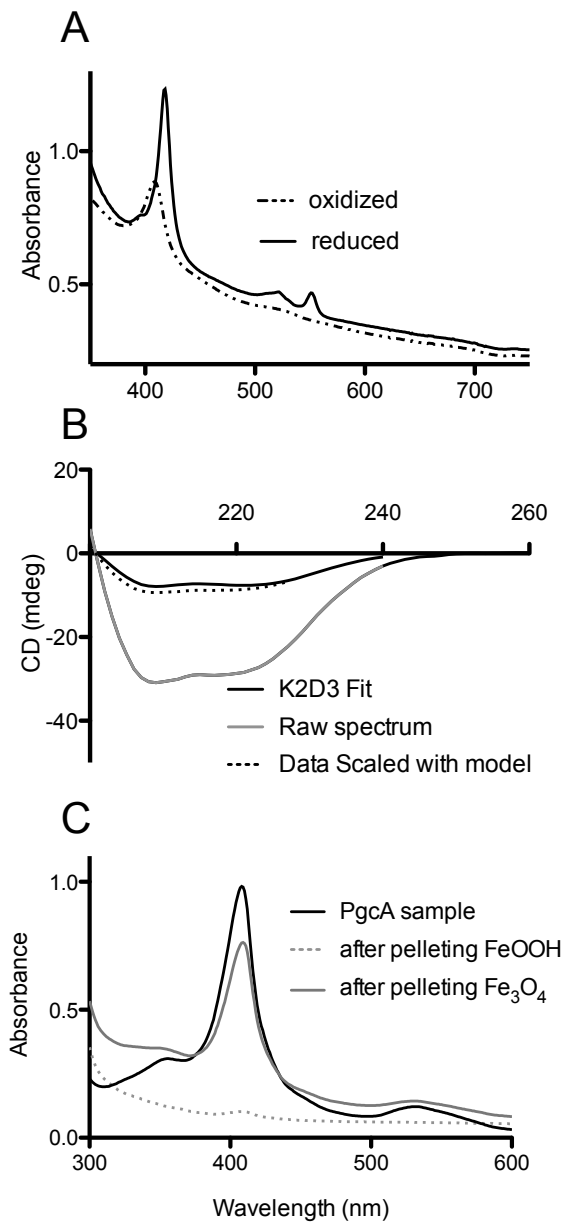 A
1.0
0.5
Absorbance
oxidized
reduced
400 500 600 700
B
20
0
-20
-40
CD (mdeg)
220 240 260
K2D3 Fit
Raw spectrum
Data Scaled with model
C
1.0
0.5
0.0
Absorbance
PgcA sample
after pelleting FeOOH
after pelleting Fe₃O₄
300 400 500 600
Wavelength (nm)